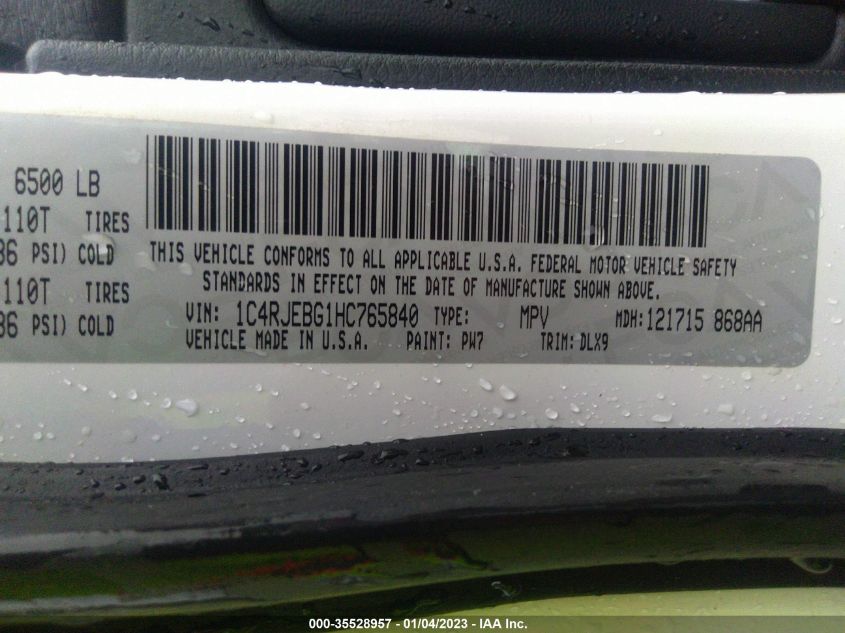 6500 LB
110T TIRES
PSI) COLD
110T TIRES
PSI) COLD
THIS VEHICLE CONFORMS TO ALL APPLICABLE U.S.A. FEDERAL MOTOR VEHICLE SAFETY
STANDARDS IN EFFECT ON THE DATE OF MANUFACTURE SHOWN ABOVE.
VIN: 1C4RJEBG1HC765840 TYPE: MPV MDH:121715 868AA
VEHICLE MADE IN U.S.A. PAINT: PW7 TRIM: DLX9
000-35528957 - 01/04/2023 - IAA Inc.